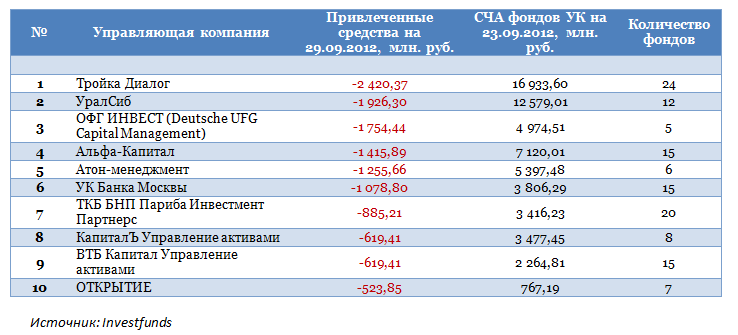 № Управляющая компания Привлеченные средства на 29.09.2012, млн. руб. СЧА фондов УК на 23.09.2012, млн. руб. Количество фондов
1 Тройка Диалог -2 420,37 16 933,60 24
2 УралСиб -1 926,30 12 579,01 12
3 ОФГ ИНВЕСТ (Deutsche UFG Capital Management) -1 754,44 4 974,51 5
4 Альфа-Капитал -1 415,89 7 120,01 15
5 Атон-менеджмент -1 255,66 5 397,48 6
6 УК Банка Москвы -1 078,80 3 806,29 15
7 ТКБ БНП Париба Инвестмент Партнерс -885,21 3 416,23 20
8 КапиталЪ Управление активами -619,41 3 477,45 8
9 ВТБ Капитал Управление активами -619,41 2 264,81 15
10 ОТКРЫТИЕ -523,85 767,19 7
Источник: Investfunds